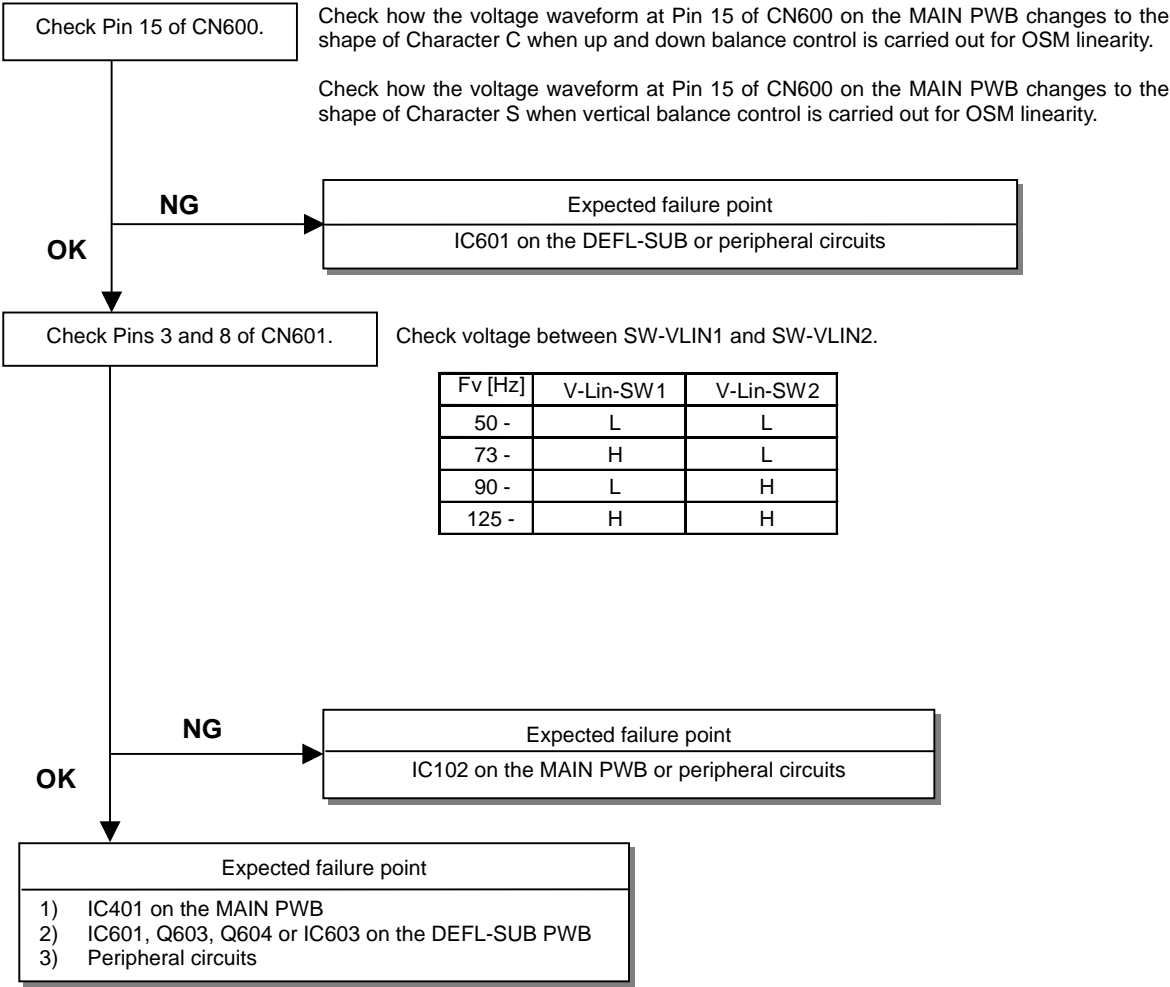 Check Pin 15 of CN600.
Check how the voltage waveform at Pin 15 of CN600 on the MAIN PWB changes to the
shape of Character C when up and down balance control is carried out for OSM linearity.
Check how the voltage waveform at Pin 15 of CN600 on the MAIN PWB changes to the
shape of Character S when vertical balance control is carried out for OSM linearity.
NG
Expected failure point
IC601 on the DEFL-SUB or peripheral circuits
OK
Check Pins 3 and 8 of CN601.
Check voltage between SW-VLIN1 and SW-VLIN2.
Fv [Hz] V-Lin-SW1 V-Lin-SW2
50 - L L
73 - H L
90 - L H
125 - H H
NG
Expected failure point
IC102 on the MAIN PWB or peripheral circuits
OK
Expected failure point
1) IC401 on the MAIN PWB
2) IC601, Q603, Q604 or IC603 on the DEFL-SUB PWB
3) Peripheral circuits